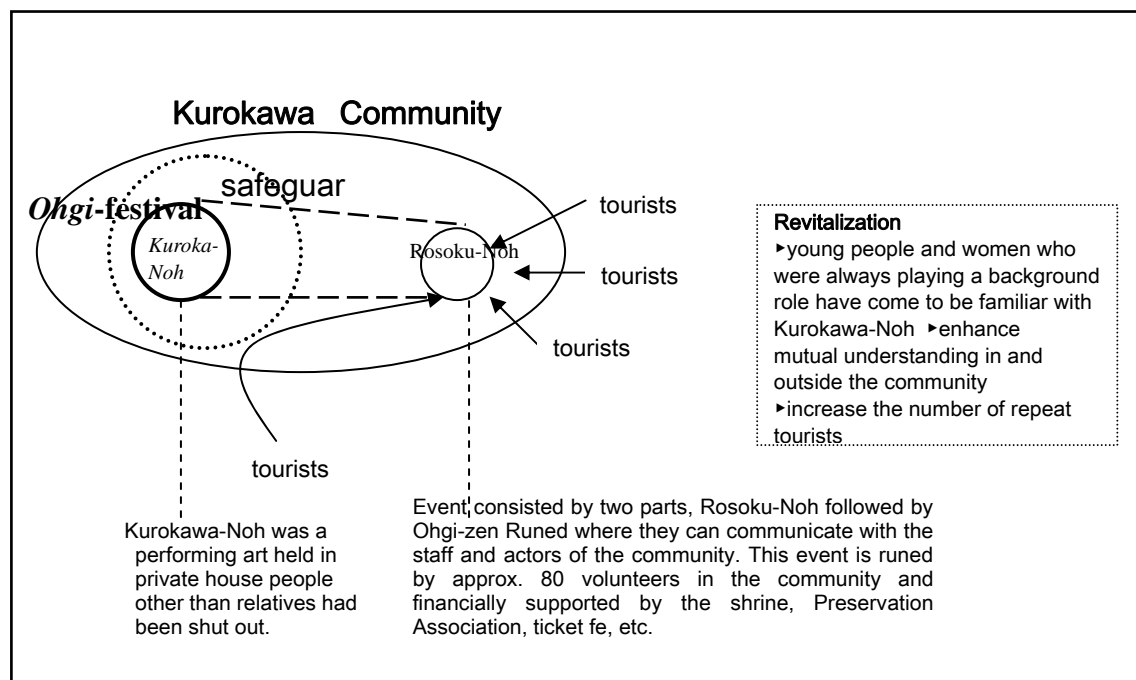 Kurokawa Community
safeguar
Ohgi-festival
Kuroka-
Noh
Rosoku-Noh
tourists
tourists
tourists
tourists
Revitalization
▸young people and women who
were always playing a background
role have come to be familiar with
Kurokawa-Noh ▸enhance
mutual understanding in and
outside the community
▸increase the number of repeat
tourists
Kurokawa-Noh was a
performing art held in
private house people
other than relatives had
been shut out.
Event consisted by two parts, Rosoku-Noh followed by
Ohgi-zen Runed where they can communicate with the
staff and actors of the community. This event is runed
by approx. 80 volunteers in the community and
financially supported by the shrine, Preservation
Association, ticket fe, etc.